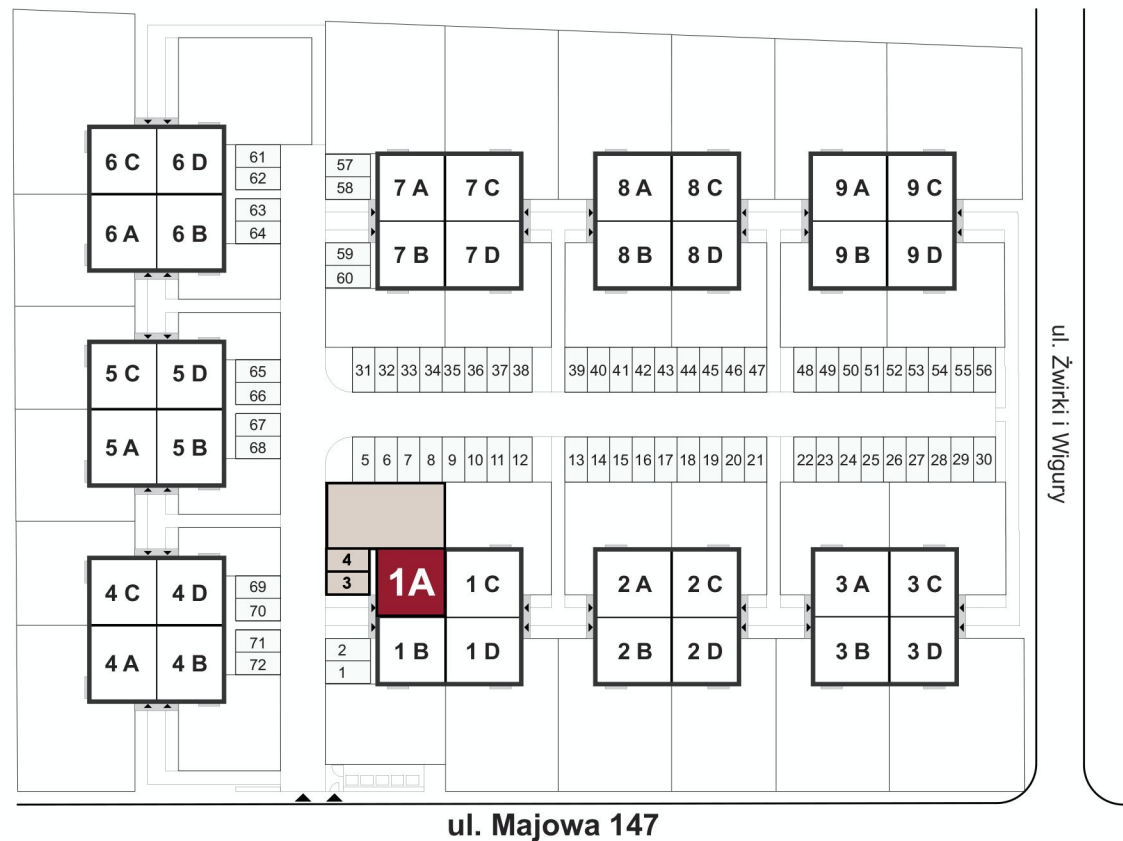 6 C 6 D
6 A 6 B
61
62
63
64
57
58
59
60
7 A 7 C
7 B 7 D
8 A 8 C
8 B 8 D
9 A 9 C
9 B 9 D
5 C 5 D
5 A 5 B
65
66
67
68
31 32 33 34 35 36 37 38 39 40 41 42 43 44 45 46 47 48 49 50 51 52 53 54 55 56
5 6 7 8 9 10 11 12 13 14 15 16 17 18 19 20 21 22 23 24 25 26 27 28 29 30
ul. Żwirki i Wigury
4 C 4 D
4 A 4 B
69
70
71
72
4
3
2
1
1A 1 C
1 B 1 D
2 A 2 C
2 B 2 D
3 A 3 C
3 B 3 D
ul. Majowa 147